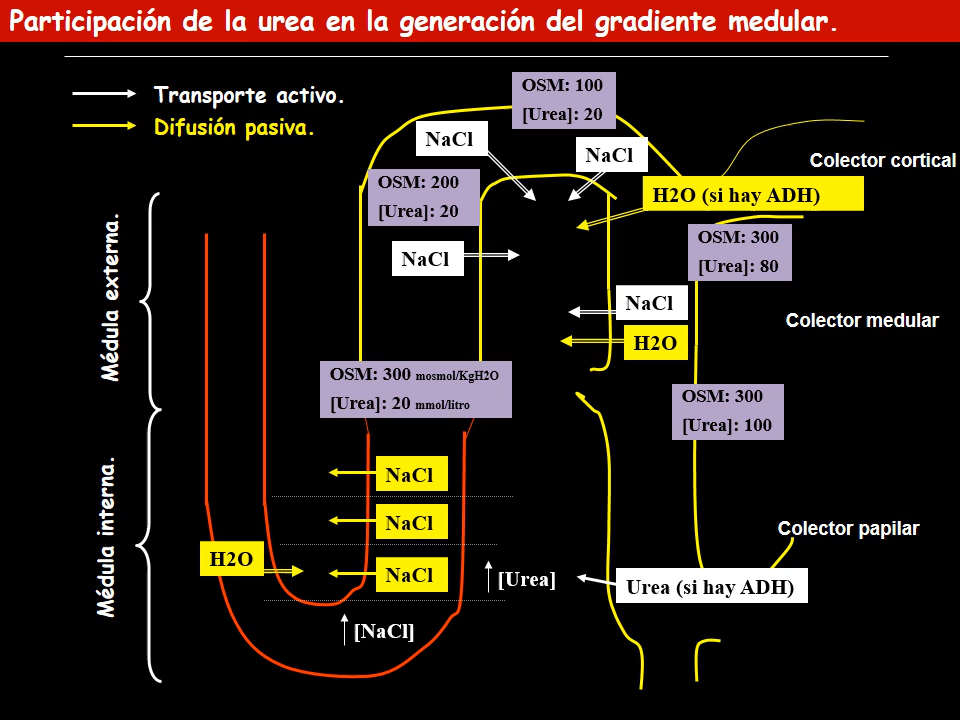 Participación de la urea en la generación del gradiente medular.
Transporte activo.
Difusión pasiva.
OSM: 100
[Urea]: 20
NaCl
NaCl
Colector cortical
OSM: 200
[Urea]: 20
H2O (si hay ADH)
Médula externa.
NaCl
OSM: 300
[Urea]: 80
NaCl
Colector medular
H2O
OSM: 300 mosmol/KgH2O
[Urea]: 20 mmol/litro
OSM: 300
[Urea]: 100
Médula interna.
NaCl
NaCl
Colector papilar
H2O
NaCl
[Urea]
Urea (si hay ADH)
[NaCl]